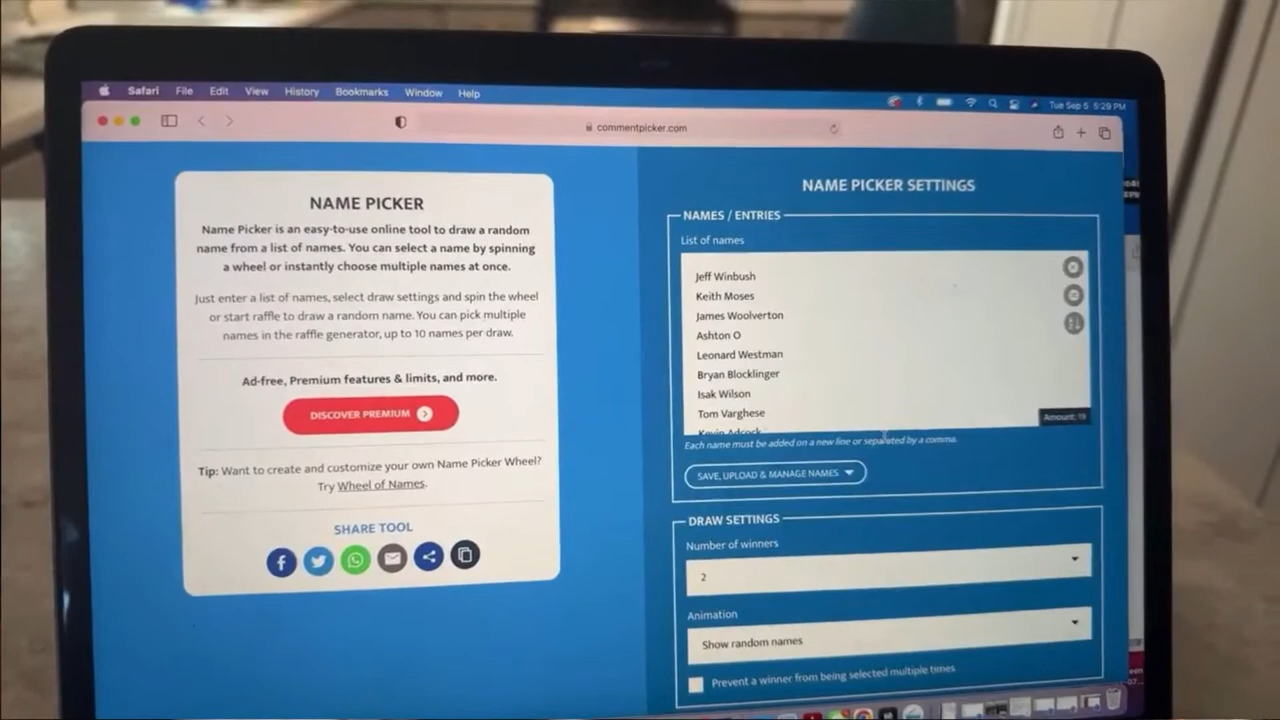 Safari File Edit View History Bookmarks Window Help
Tue Sep 5 5:29 PM
commentpicker.com
NAME PICKER
Name Picker is an easy-to-use online tool to draw a random
name from a list of names. You can select a name by spinning
a wheel or instantly choose multiple names at once.
Just enter a list of names, select draw settings and spin the wheel
or start raffle to draw a random name. You can pick multiple
names in the raffle generator, up to 10 names per draw.
Ad-free, Premium features & limits, and more.
DISCOVER PREMIUM
Tip: Want to create and customize your own Name Picker Wheel?
Try Wheel of Names.
SHARE TOOL
NAME PICKER SETTINGS
NAMES / ENTRIES
List of names
Jeff Winbush
Keith Moses
James Woolverton
Ashton O
Leonard Westman
Bryan Blocklinger
Isak Wilson
Tom Varghese
Kevin Adcock
Amount: 19
Each name must be added on a new line or separated by a comma.
SAVE, UPLOAD & MANAGE NAMES
DRAW SETTINGS
Number of winners
2
Animation
Show random names
Prevent a winner from being selected multiple times